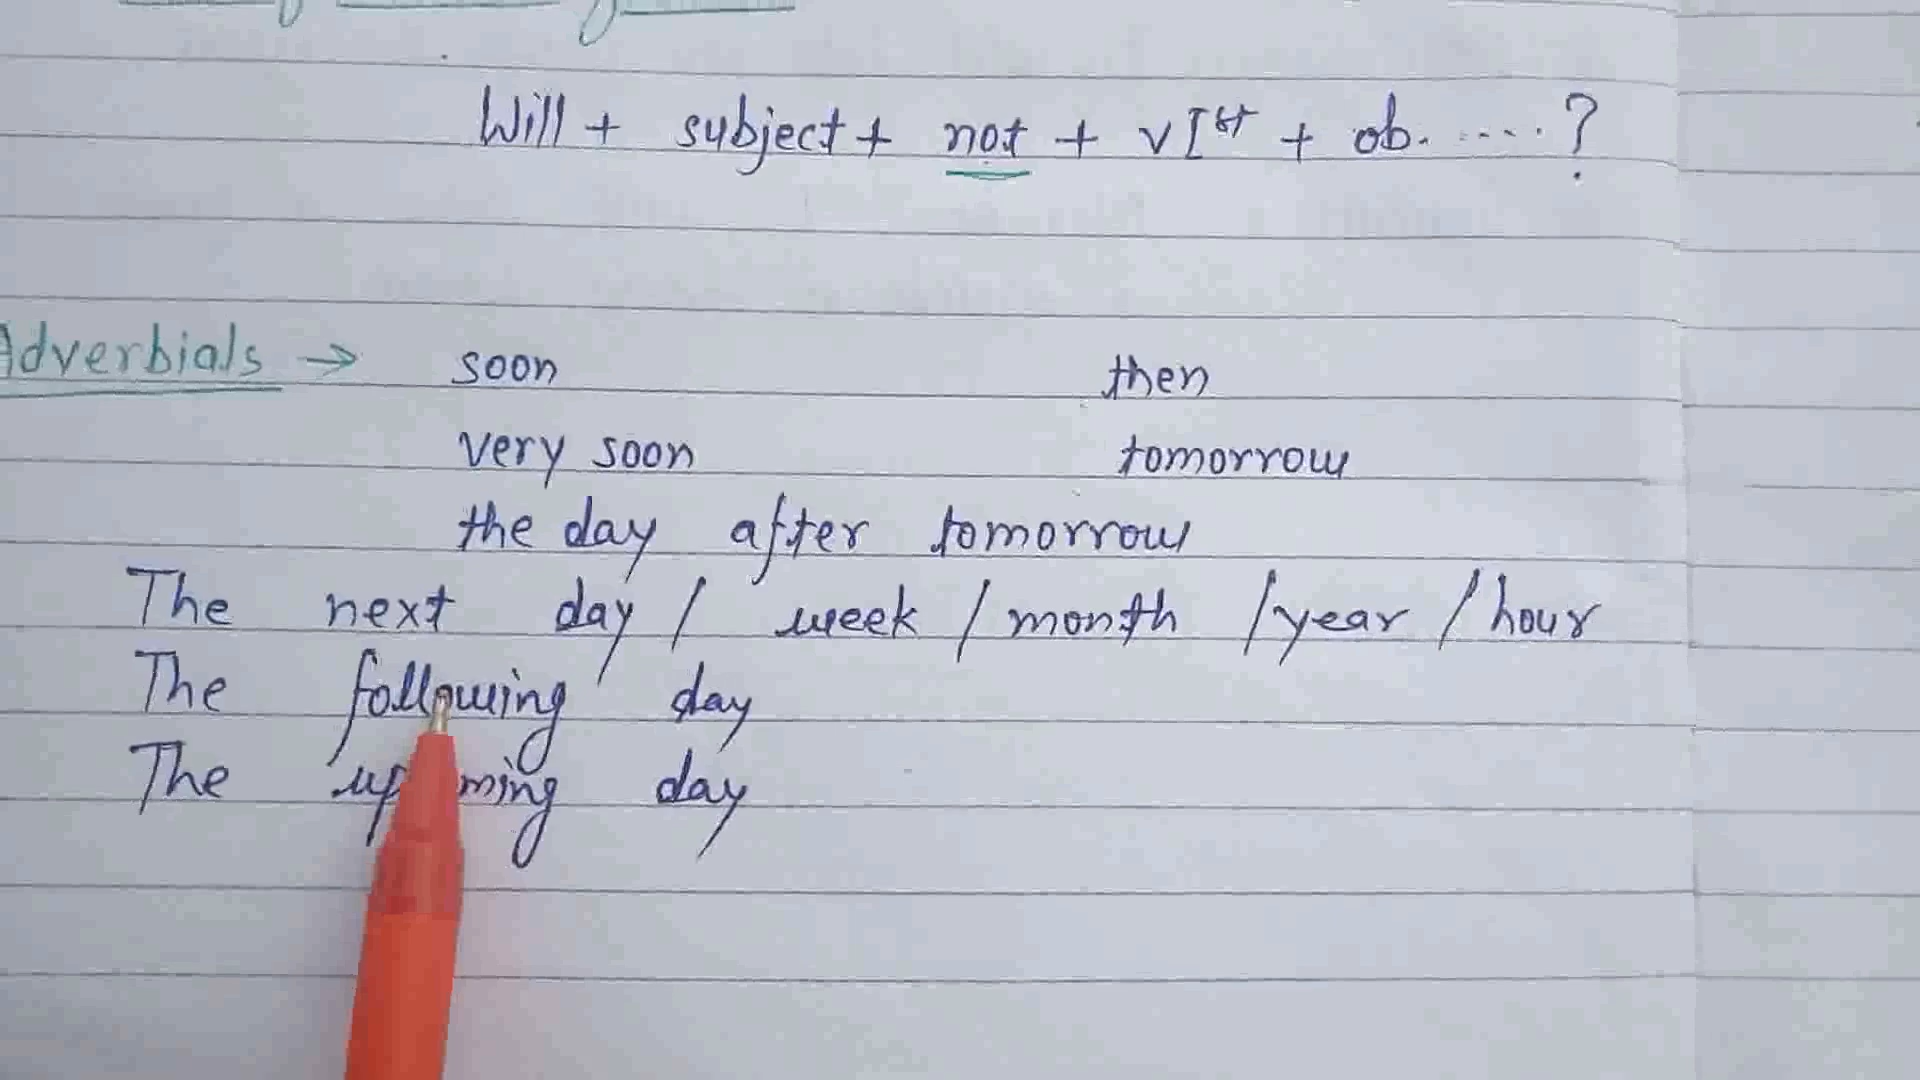 Will + subject + not + v Ist + ob. ....?
Adverbials → soon then
very soon tomorrow
the day after tomorrow
The next day / week / month / year / hour
The following day
The day